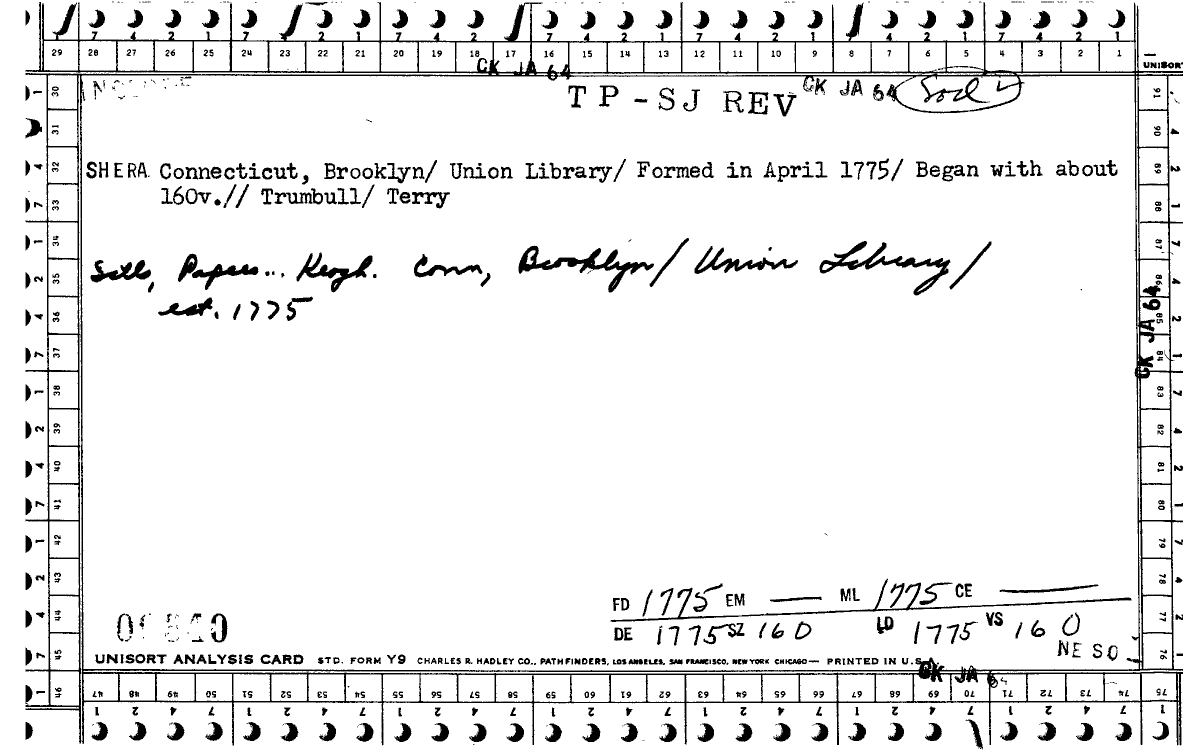 7 4 2 1 7 4 2 1 7 4 2 1 7 4 2 1 7 4 2 1 7 4 2 1 7 4 2 1
29 28 27 26 25 24 23 22 21 20 19 18 17 16 15 14 13 12 11 10 9 8 7 6 5 4 3 2 1
CK JA 64
UNISORT
TP-SJ REV CK JA 64 Socl
SHERA Connecticut, Brooklyn/ Union Library/ Formed in April 1775/ Began with about
160v.// Trumbull/ Terry
Papers... Keogh. Conn, Brooklyn/ Union Library/
est. 1775
30 31 32 33 34 35 36 37 38 39 40 41 42 43 44 45 46
91 90 89 88 87 86 85 84 83 82 81 80 79 78 77 76
CK JA 64
FD 1775 EM — ML 1775 CE —
DE 1775 SZ 160 LD 1775 VS 160
NE SO
UNISORT ANALYSIS CARD STD. FORM Y9 CHARLES R. HADLEY CO., PATHFINDERS, LOS ANGELES, SAN FRANCISCO, NEW YORK CHICAGO— PRINTED IN U.S.A.
CK JA 6
47 48 49 50 51 52 53 54 55 56 57 58 59 60 61 62 63 64 65 66 67 68 69 70 71 72 73 74 75
1 2 4 7 1 2 4 7 1 2 4 7 1 2 4 7 1 2 4 7 1 2 4 7 1 2 4 7 1